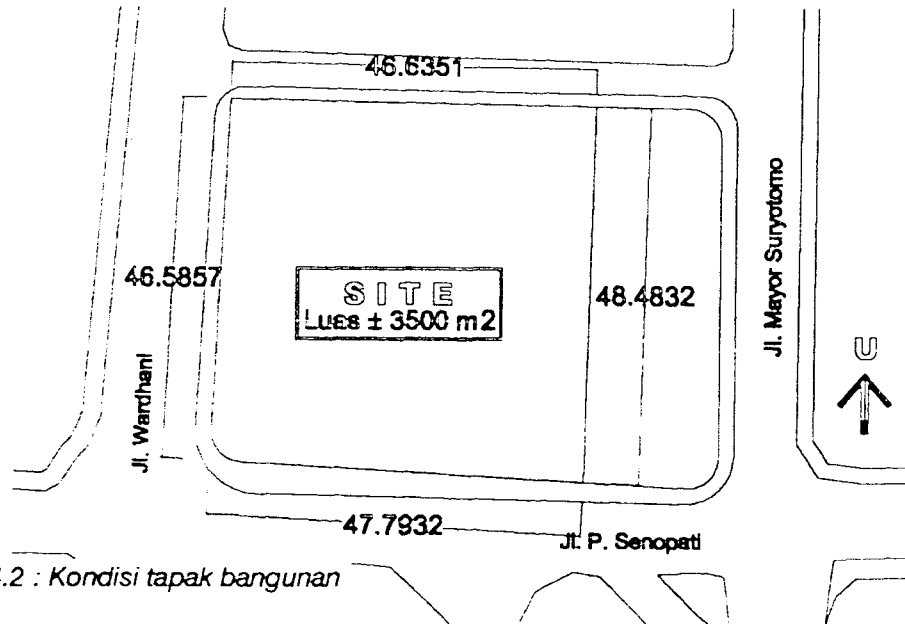 46.6351
Jl. Mayor Suryotomo
46.5857
SITE
Luas ± 3500 m2
48.4832
U
Jl. Wardhani
47.7932
Jl. P. Senopati
.2 : Kondisi tapak bangunan